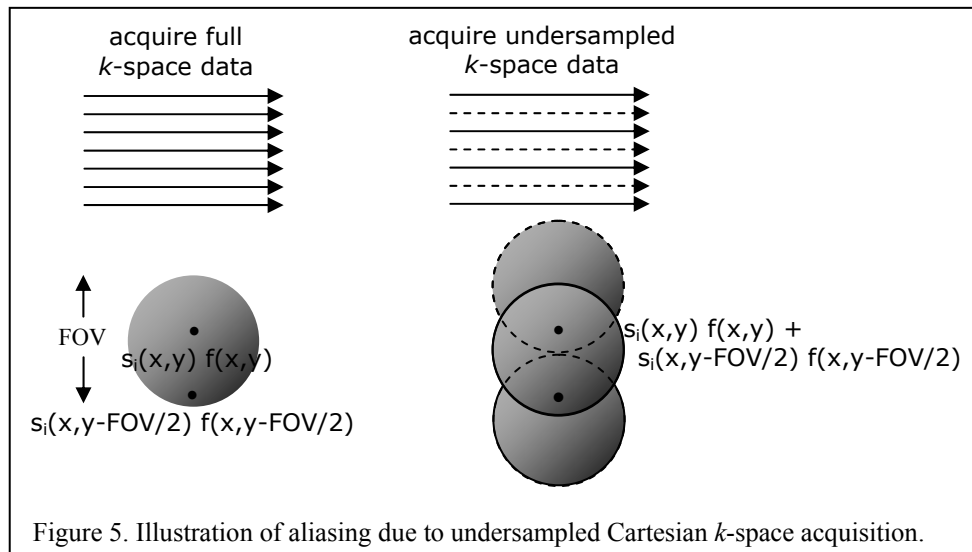 acquire full
k-space data
acquire undersampled
k-space data
FOV
sᵢ(x,y) f(x,y)
sᵢ(x,y-FOV/2) f(x,y-FOV/2)
sᵢ(x,y) f(x,y) +
sᵢ(x,y-FOV/2) f(x,y-FOV/2)
Figure 5. Illustration of aliasing due to undersampled Cartesian k-space acquisition.